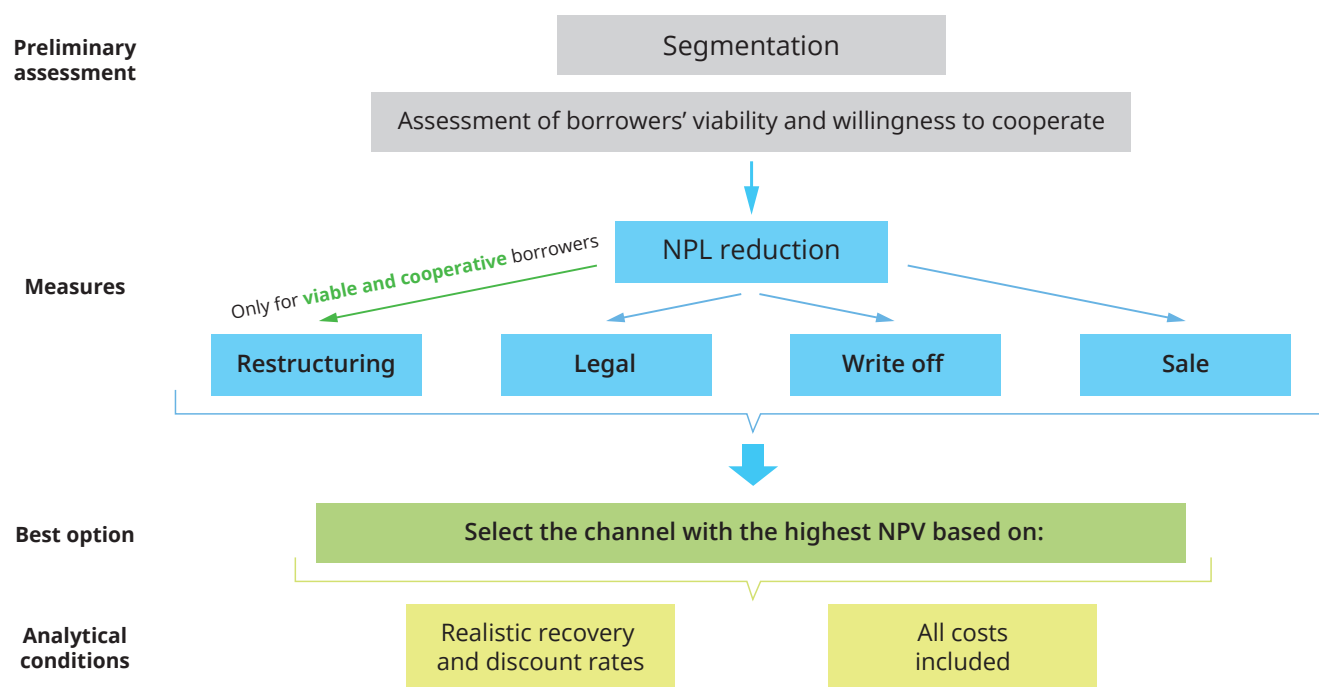 Preliminary
assessment
Segmentation
Assessment of borrowers’ viability and willingness to cooperate
Measures
NPL reduction
Only for viable and cooperative borrowers
Restructuring
Legal
Write off
Sale
Best option
Select the channel with the highest NPV based on:
Analytical
conditions
Realistic recovery
and discount rates
All costs
included